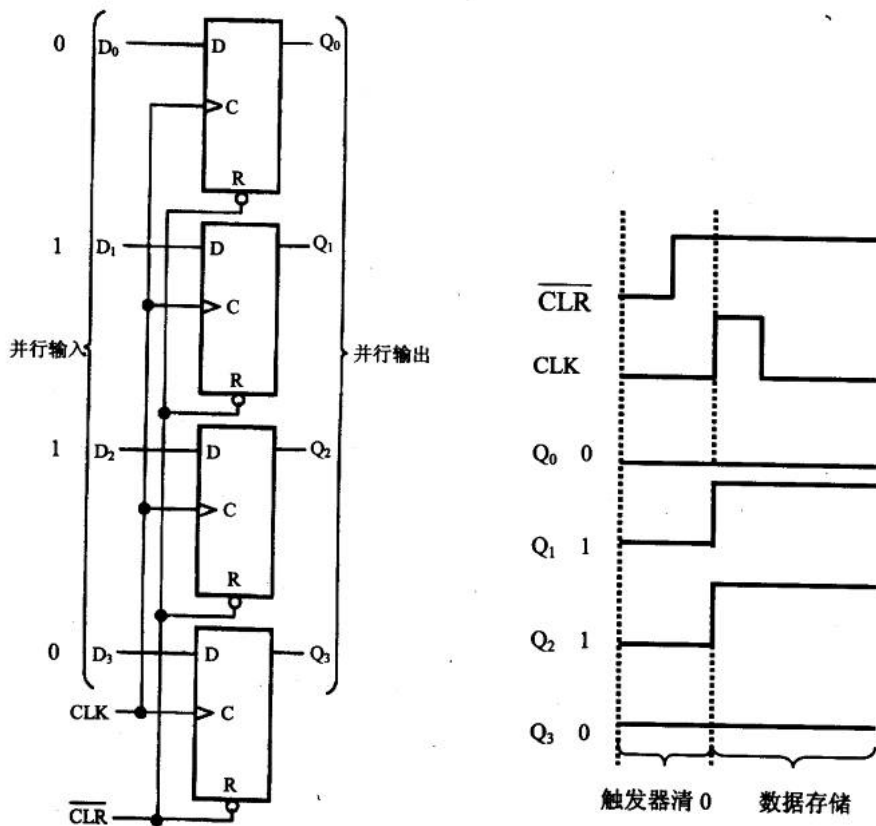 0 D₀ D Q₀
C
R
1 D₁ D Q₁
C
并行输入 并行输出
R
1 D₂ D Q₂
C
R
0 D₃ D Q₃
CLK C
R
C̅L̅R̅
C̅L̅R̅
CLK
Q₀ 0
Q₁ 1
Q₂ 1
Q₃ 0
触发器清 0 数据存储